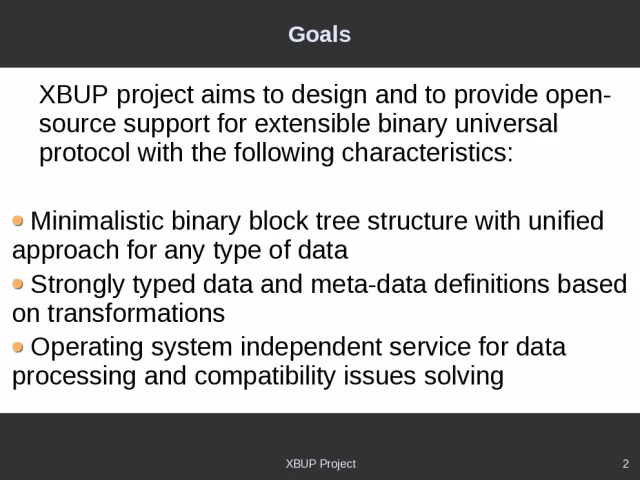 Goals
XBUP project aims to design and to provide open-
source support for extensible binary universal
protocol with the following characteristics:
Minimalistic binary block tree structure with unified
approach for any type of data
Strongly typed data and meta-data definitions based
on transformations
Operating system independent service for data
processing and compatibility issues solving
XBUP Project
2